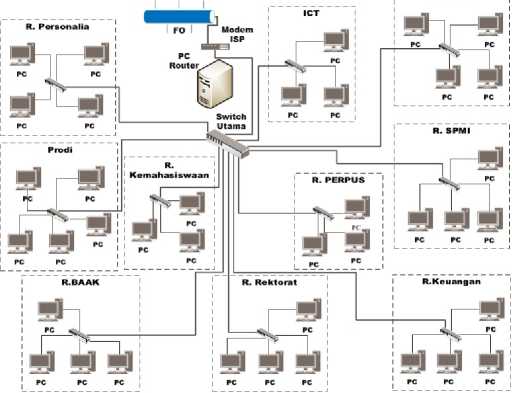 FO
Modem
ISP
PC
Router
Switch
Utama
R. Personalia
PC
PC
PC
PC
ICT
PC
PC
PC
PC
PC
PC
PC
Prodi
PC
PC
PC
PC
PC
R.
Kemahasiswaan
PC
PC
PC
R. PERPUS
PC
PC
PC
R. SPMI
PC
PC
PC
PC
R.BAAK
PC
PC
PC
PC
R. Rektorat
PC
PC
PC
PC
R.Keuangan
PC
PC
PC
PC